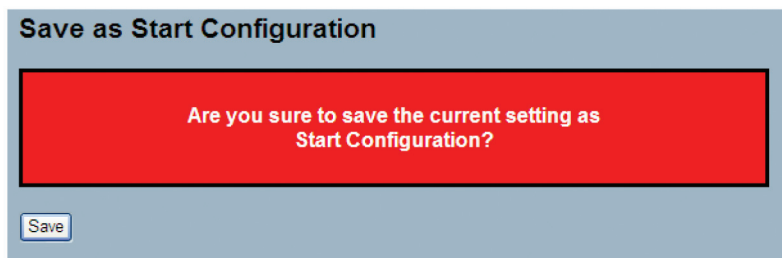 Save as Start Configuration
Are you sure to save the current setting as
Start Configuration?
Save